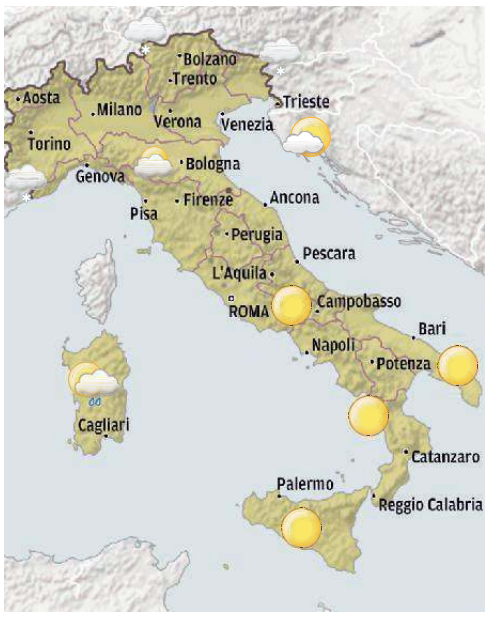 Bolzano
Trento
Aosta
Milano
Verona
Venezia
Trieste
Torino
Genova
Bologna
Pisa
Firenze
Ancona
Perugia
Pescara
L'Aquila
ROMA
Campobasso
Bari
Napoli
Potenza
Cagliari
Catanzaro
Palermo
Reggio Calabria